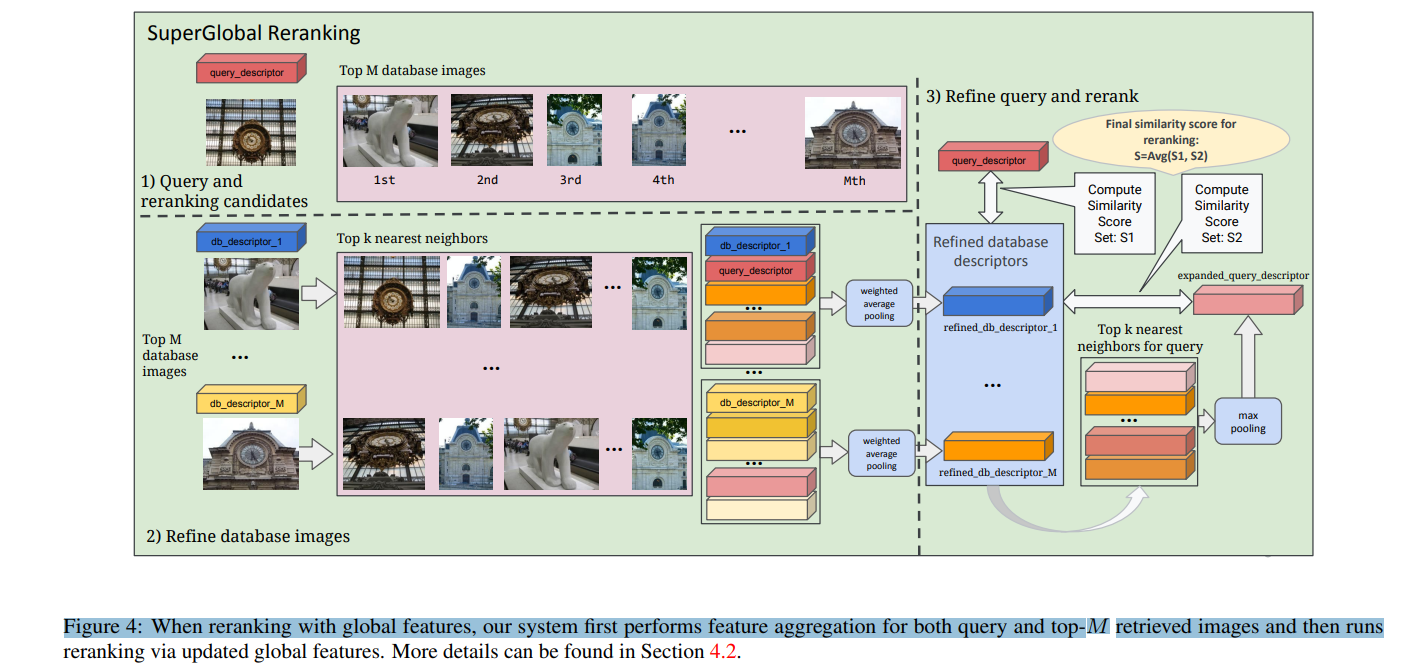 SuperGlobal Reranking
query_descriptor
Top M database images
1st
2nd
3rd
4th
...
Mth
1) Query and
reranking candidates
db_descriptor_1
Top k nearest neighbors
...
Top M
database
images
...
...
db_descriptor_M
...
2) Refine database images
db_descriptor_1
query_descriptor
...
...
db_descriptor_M
...
weighted
average
pooling
weighted
average
pooling
3) Refine query and rerank
Final similarity score for
reranking:
S=Avg(S1, S2)
query_descriptor
Compute
Similarity
Score
Set: S1
Compute
Similarity
Score
Set: S2
Refined database
descriptors
refined_db_descriptor_1
...
refined_db_descriptor_M
expanded_query_descriptor
Top k nearest
neighbors for query
...
max
pooling
Figure 4: When reranking with global features, our system first performs feature aggregation for both query and top-M retrieved images and then runs
reranking via updated global features. More details can be found in Section 4.2.